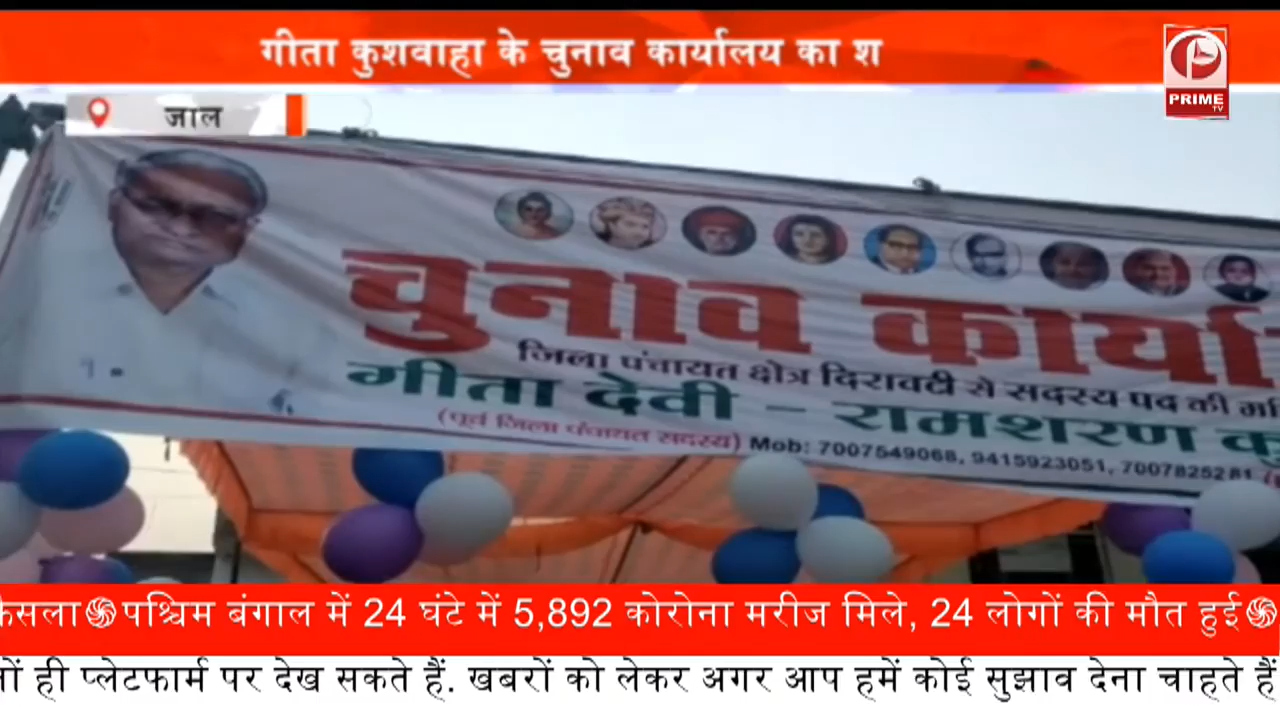 गीता कुशवाहा के चुनाव कार्यालय का श
PRIME
TV
जाल
चुनाव कार्या
जिला पंचायत क्षेत्र दिरावटी से सदस्य पद की
गीता देवी - रामशरण
(पूर्व जिला पंचायत सदस्य) Mob: 7007549068, 9415923051, 7007825281
पश्चिम बंगाल में 24 घंटे में 5,892 कोरोना मरीज मिले, 24 लोगों की मौत हुई
ही प्लेटफार्म पर देख सकते हैं. खबरों को लेकर अगर आप हमें कोई सुझाव देना चाहते हैं